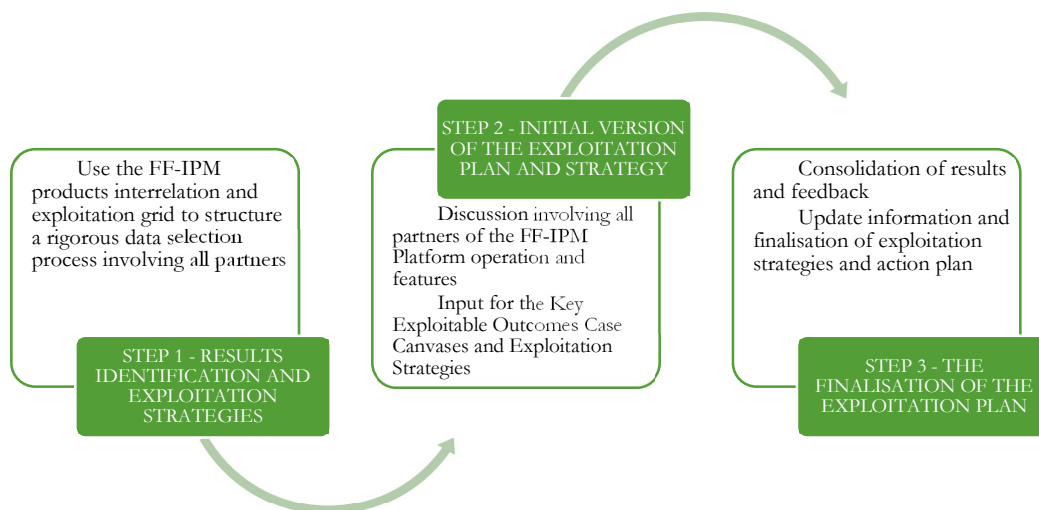 Use the FF-IPM
products interrelation and
exploitation grid to structure
a rigorous data selection
process involving all partners
STEP 1 - RESULTS
IDENTIFICATION AND
EXPLOITATION
STRATEGIES
STEP 2 - INITIAL VERSION
OF THE EXPLOITATION
PLAN AND STRATEGY
Discussion involving all
partners of the FF-IPM
Platform operation and
features
Input for the Key
Exploitable Outcomes Case
Canvases and Exploitation
Strategies
Consolidation of results
and feedback
Update information and
finalisation of exploitation
strategies and action plan
STEP 3 - THE
FINALISATION OF THE
EXPLOITATION PLAN